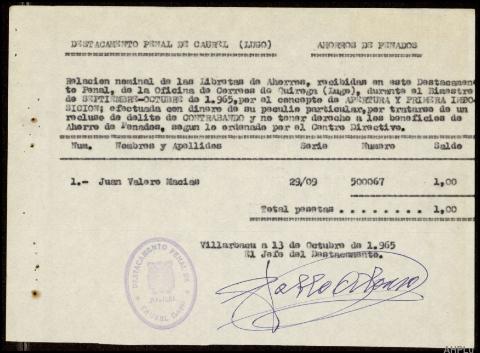 DESTACAMENTO PENAL DE CAUREL (LUGO) AHORROS DE PENADOS
Relacion nominal de las Libretas de Ahorros, recibidas en este Destacamen-
to Penal, de la Oficina de Correos de Quiroga (Lugo), durante el Bimestre
de SEPTIEMBRE-OCTUBRE de 1.965, por el concepto de APERTURA Y PRIMERA IMPO-
SICION; efectuada con dinero de su peculio particular, por tratarse de un
recluso de delito de CONTRABANDO y no tener derecho a los beneficios de
Ahorro de Penados, segun lo ordenado por el Centro Directivo.
Num. Nombres y Apellidos Serie Numero Saldo
1.- Juan Valero Macias 29/09 500067 1,00
Total pesetas . . . . . . . . 1,00
Villarbacu a 13 de Octubre de 1.965
El Jefe del Destacamento.
DESTACAMENTO PENAL DE
CAUREL (LUGO)
AHPLu